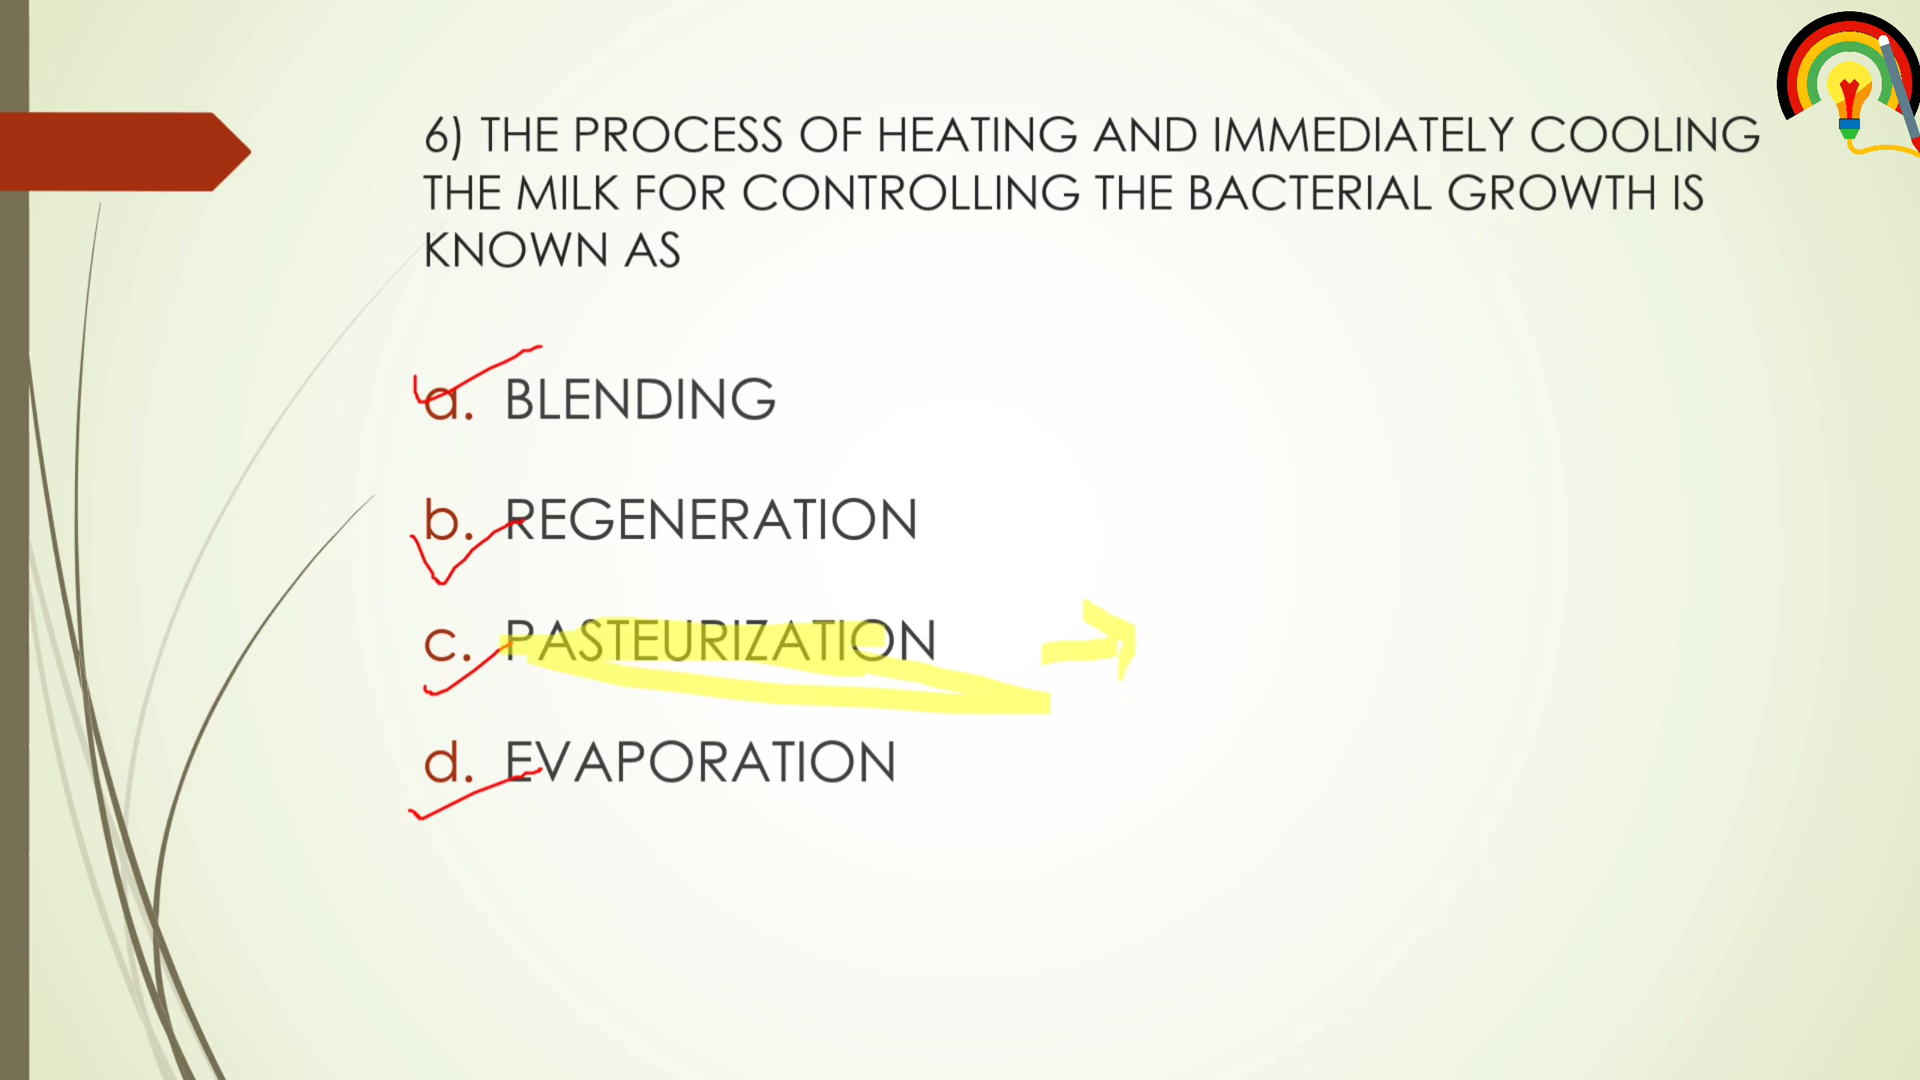 6) THE PROCESS OF HEATING AND IMMEDIATELY COOLING
THE MILK FOR CONTROLLING THE BACTERIAL GROWTH IS
KNOWN AS
a. BLENDING
b. REGENERATION
c. PASTEURIZATION
d. EVAPORATION